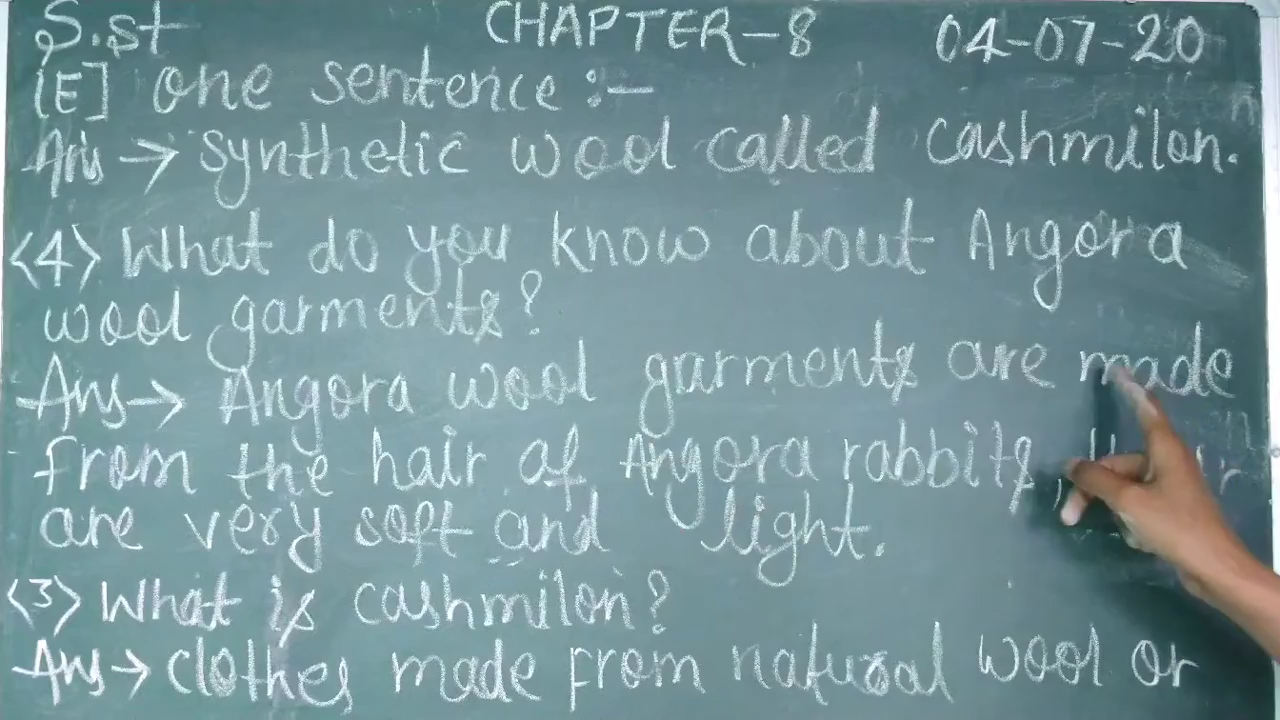 S.st CHAPTER-8 04-07-20
[E] one sentence :-
Ans → synthetic wool called cashmilon.
<4> What do you know about Angora
wool garments?
Ans → Angora wool garments are made
from the hair of Angora rabbits,
are very soft and light.
<3> What is cashmilon?
Ans → clothes made from natural wool or